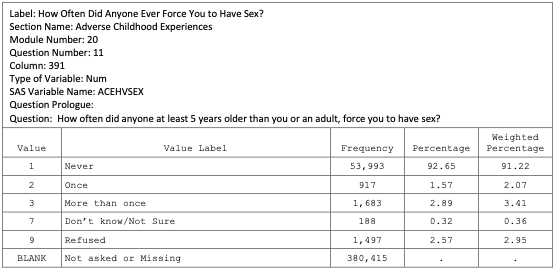 Label: How Often Did Anyone Ever Force You to Have Sex?
Section Name: Adverse Childhood Experiences
Module Number: 20
Question Number: 11
Column: 391
Type of Variable: Num
SAS Variable Name: ACEHVSEX
Question Prologue:
Question: How often did anyone at least 5 years older than you or an adult, force you to have sex?
Value Value Label Frequency Percentage Weighted Percentage
1 Never 53,993 92.65 91.22
2 Once 917 1.57 2.07
3 More than once 1,683 2.89 3.41
7 Don't know/Not Sure 188 0.32 0.36
9 Refused 1,497 2.57 2.95
BLANK Not asked or Missing 380,415 . .